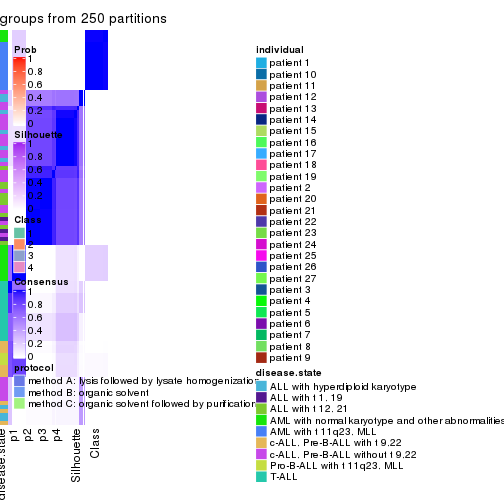 groups from 250 partitions
Prob
1
0.8
0.6
0.4
0.2
0
Silhouette
1
0.8
0.6
0.4
0.2
0
Class
1
2
3
4
Consensus
1
0.8
0.6
0.4
0.2
0
protocol
method A: lysis followed by lysate homogenization
method B: organic solvent
method C: organic solvent followed by purification
disease.state
p1
p2
p3
p4
Silhouette
Class
individual
patient 1
patient 10
patient 11
patient 12
patient 13
patient 14
patient 15
patient 16
patient 17
patient 18
patient 19
patient 2
patient 20
patient 21
patient 22
patient 23
patient 24
patient 25
patient 26
patient 27
patient 3
patient 4
patient 5
patient 6
patient 7
patient 8
patient 9
disease.state
ALL with hyperdiploid karyotype
ALL with t 1. 19
ALL with t 12. 21
AML with normal karyotype and other abnormalities
AML with t 11q23. MLL
c-ALL. Pre-B-ALL with t 9.22
c-ALL. Pre-B-ALL without t 9.22
Pro-B-ALL with t 11q23. MLL
T-ALL